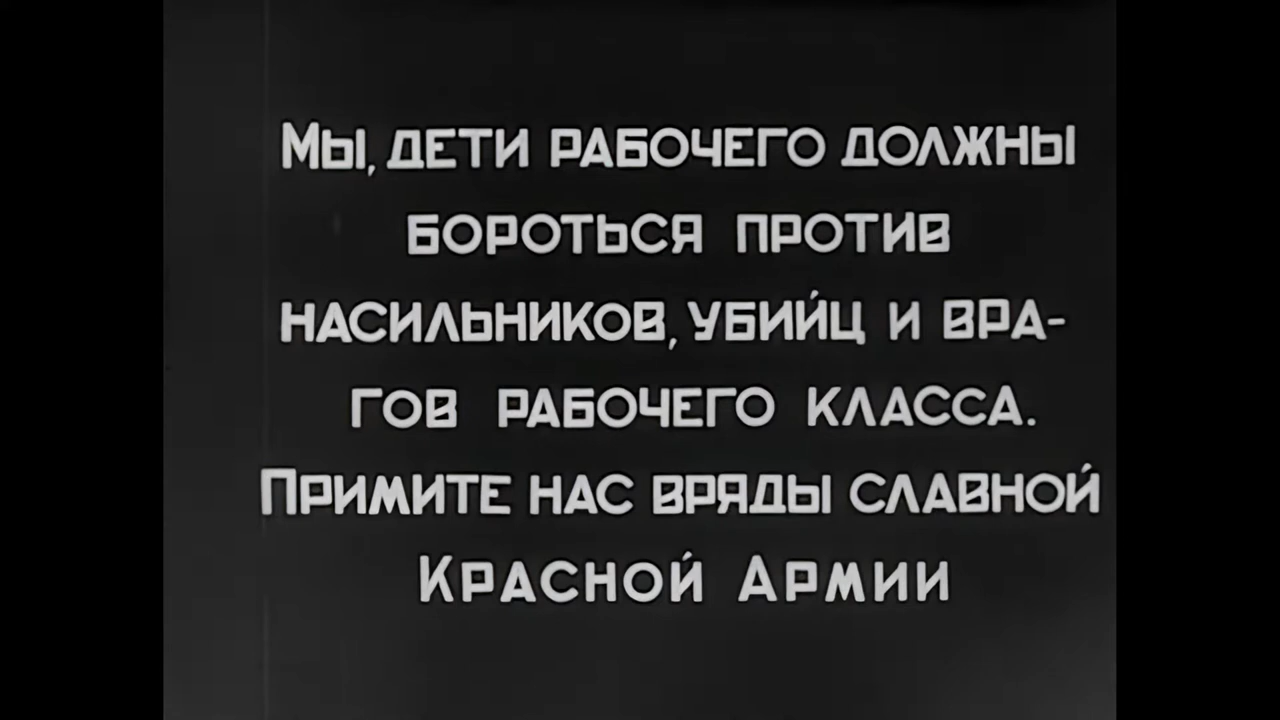 Мы, дети рабочего должны
бороться против
насильников, убийц и вра-
гов рабочего класса.
Примите нас вряды славной
Красной Армии